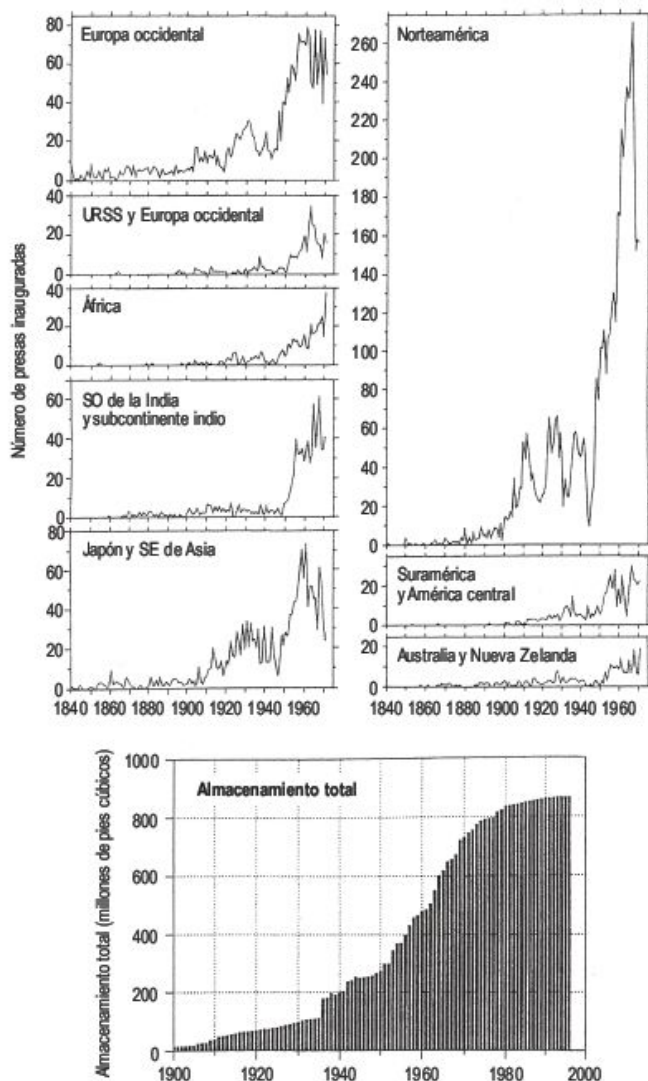 Número de presas inauguradas
Europa occidental
80
60
40
20
0
URSS y Europa occidental
40
20
0
África
40
20
0
SO de la India
y subcontinente indio
60
40
20
0
Japón y SE de Asia
80
60
40
20
0
1840 1860 1880 1900 1920 1940 1960
Norteamérica
260
240
220
200
180
160
140
120
100
80
60
40
20
0
Suramérica
y América central
20
0
Australia y Nueva Zelanda
20
0
1840 1860 1880 1900 1920 1940 1960
Almacenamiento total (millones de pies cúbicos)
Almacenamiento total
1000
800
600
400
200
0
1900 1920 1940 1960 1980 2000